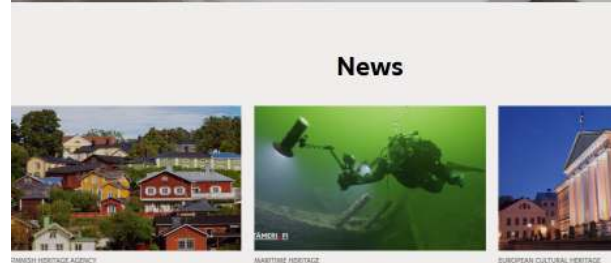 News
FINNISH HERITAGE AGENCY
MARITIME HERITAGE
EUROPEAN CULTURAL HERITAGE